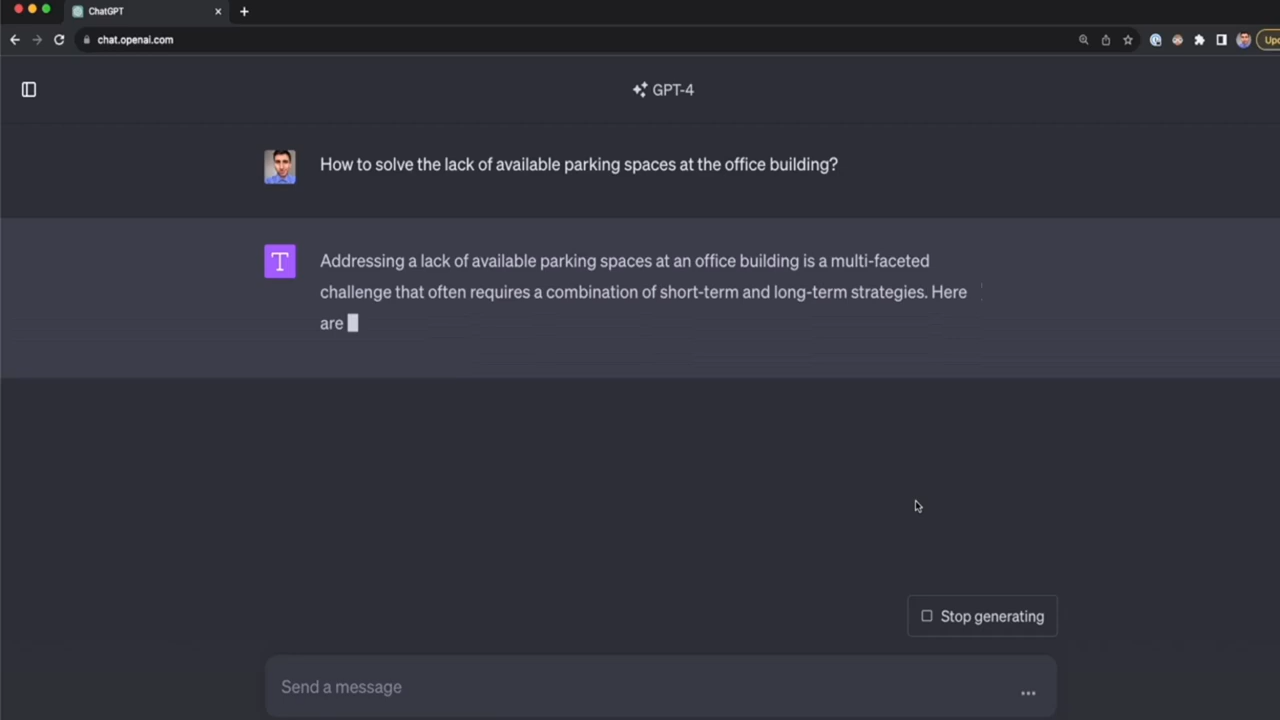 ChatGPT
chat.openai.com
GPT-4
How to solve the lack of available parking spaces at the office building?
T
Addressing a lack of available parking spaces at an office building is a multi-faceted
challenge that often requires a combination of short-term and long-term strategies. Here
are
Stop generating
Send a message